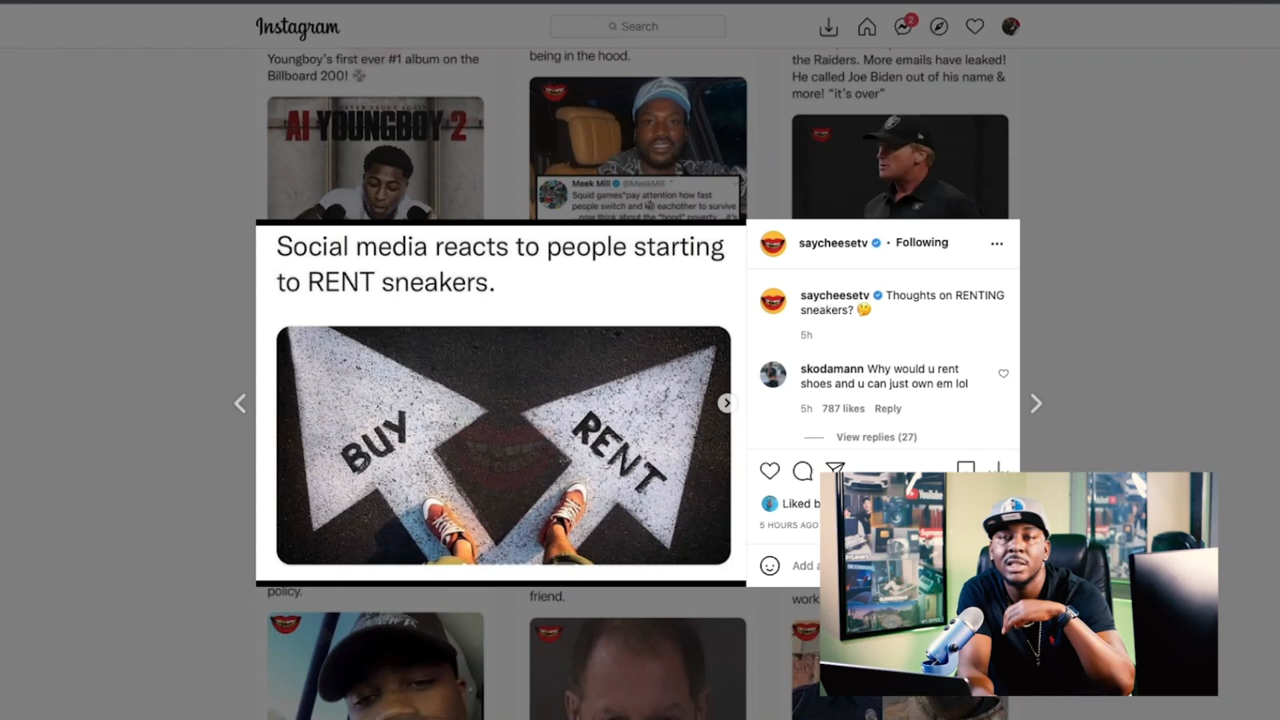 Instagram
Search
2
Youngboy's first ever #1 album on the
Billboard 200!
being in the hood.
the Raiders. More emails have leaked!
He called Joe Biden out of his name &
more! "it's over"
AI YOUNGBOY 2
Meek Mill @MeekMill
Squid games"pay attention how fast
people switch and eachother to survive
now think about the "hood" poverty
Social media reacts to people starting
to RENT sneakers.
BUY
RENT
saycheesetv • Following
saycheesetv Thoughts on RENTING
sneakers? 🤔
5h
skodamann Why would u rent
shoes and u can just own em lol
5h 787 likes Reply
View replies (27)
Liked b
5 HOURS AGO
Add a
policy.
friend.
work
YouTube